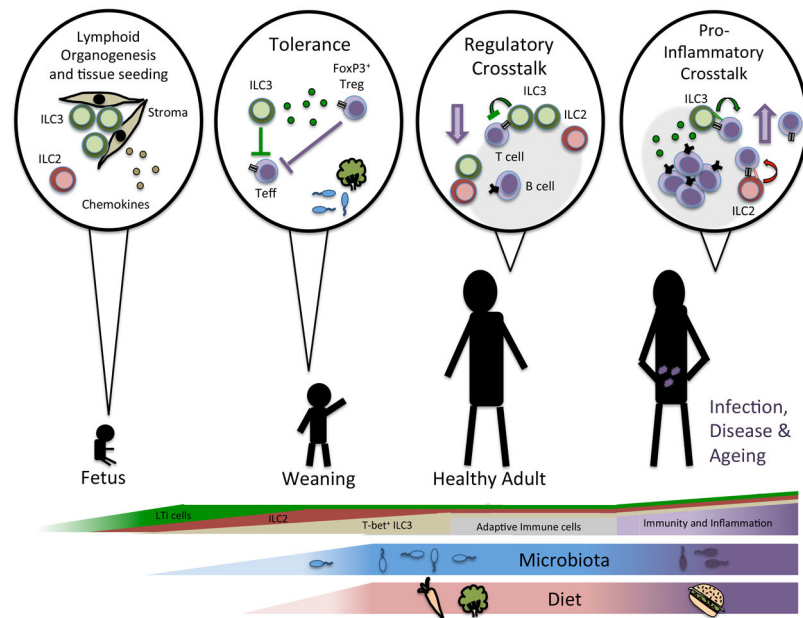 Lymphoid
Organogenesis
and tissue seeding
Stroma
ILC3
ILC2
Chemokines
Tolerance
FoxP3⁺
Treg
ILC3
Teff
Regulatory
Crosstalk
ILC3
ILC2
T cell
B cell
Pro-
Inflammatory
Crosstalk
ILC3
ILC2
Fetus
Weaning
Healthy Adult
Infection,
Disease &
Ageing
LTi cells
ILC2
T-bet⁺ ILC3
Adaptive Immune cells
Immunity and Inflammation
Microbiota
Diet